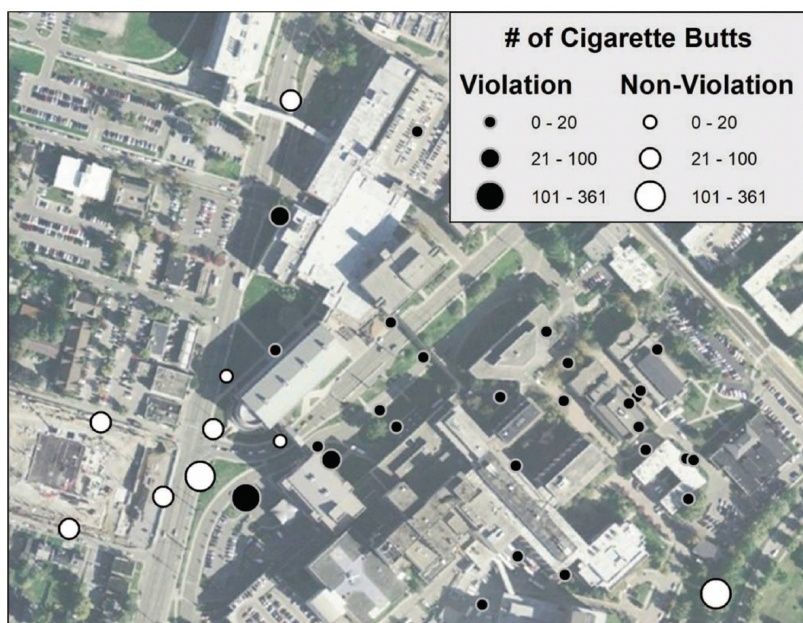 # of Cigarette Butts
Violation Non-Violation
0 - 20 0 - 20
21 - 100 21 - 100
101 - 361 101 - 361